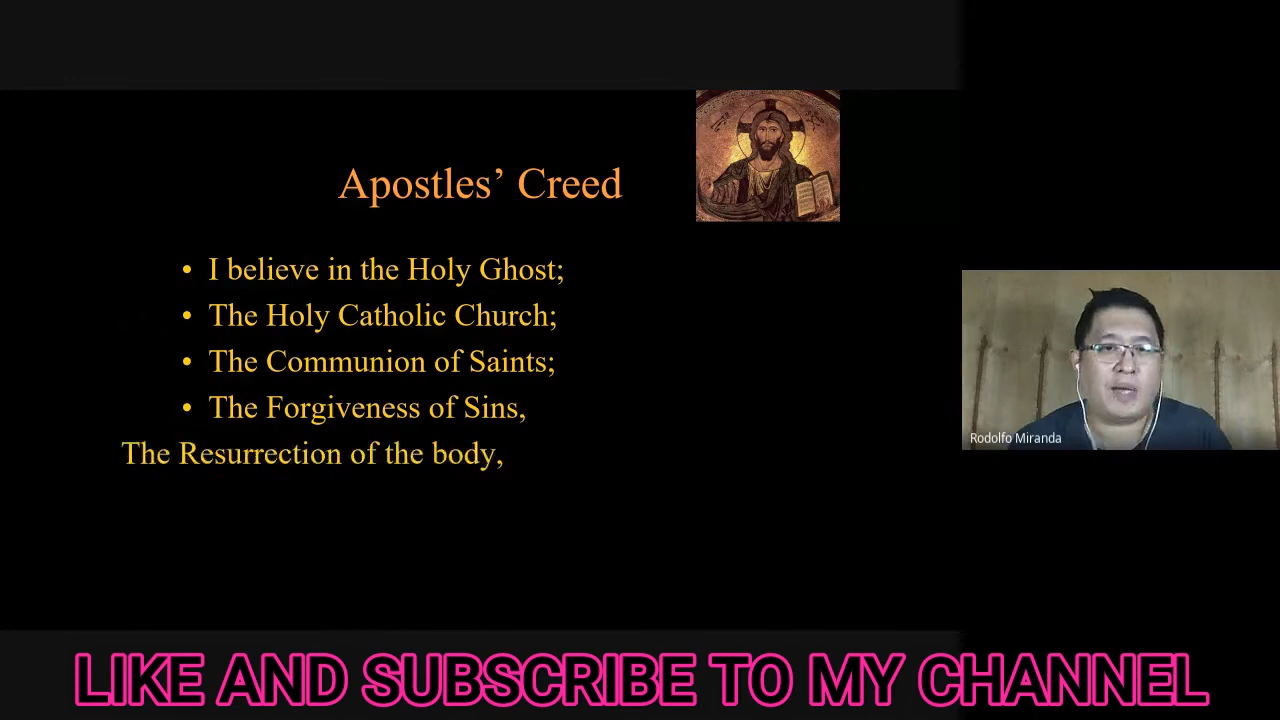 Apostles’ Creed
• I believe in the Holy Ghost;
• The Holy Catholic Church;
• The Communion of Saints;
• The Forgiveness of Sins,
The Resurrection of the body,
Rodolfo Miranda
LIKE AND SUBSCRIBE TO MY CHANNEL